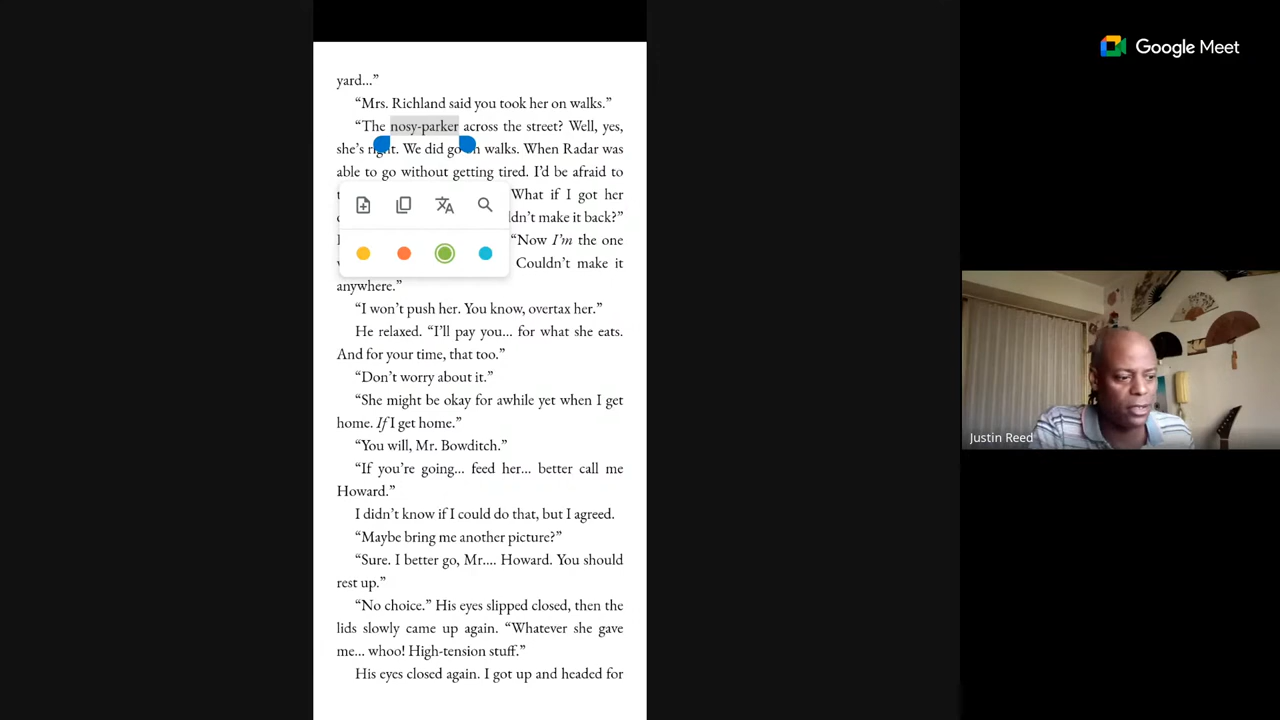 yard…”
“Mrs. Richland said you took her on walks.”
“The nosy-parker across the street? Well, yes,
she’s right. We did go on walks. When Radar was
able to go without getting tired. I’d be afraid to
What if I got her
dn’t make it back?”
“Now I’m the one
Couldn’t make it
anywhere.”
“I won’t push her. You know, overtax her.”
He relaxed. “I’ll pay you… for what she eats.
And for your time, that too.”
“Don’t worry about it.”
“She might be okay for awhile yet when I get
home. If I get home.”
“You will, Mr. Bowditch.”
“If you’re going… feed her… better call me
Howard.”
I didn’t know if I could do that, but I agreed.
“Maybe bring me another picture?”
“Sure. I better go, Mr.… Howard. You should
rest up.”
“No choice.” His eyes slipped closed, then the
lids slowly came up again. “Whatever she gave
me… whoo! High-tension stuff.”
His eyes closed again. I got up and headed for
Google Meet
Justin Reed